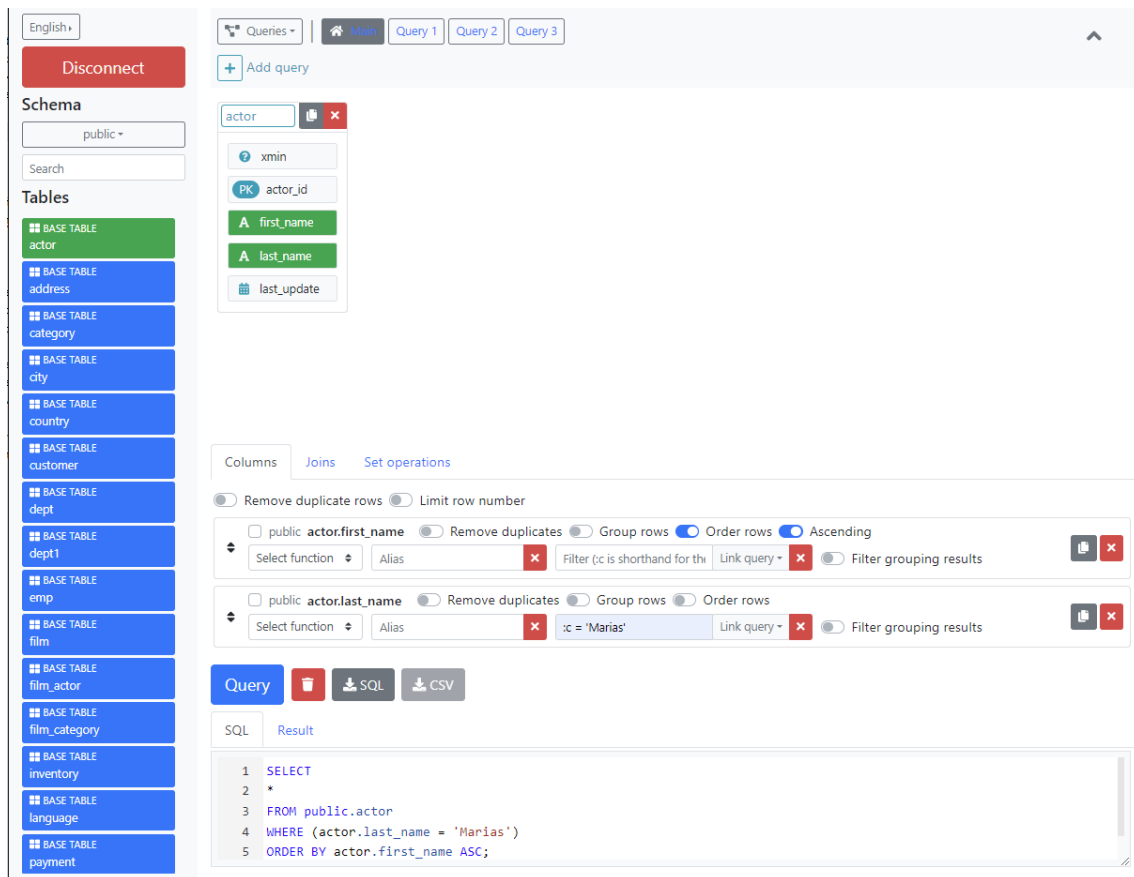 English
Disconnect
Schema
public
Search
Tables
BASE TABLE
actor
BASE TABLE
address
BASE TABLE
category
BASE TABLE
city
BASE TABLE
country
BASE TABLE
customer
BASE TABLE
dept
BASE TABLE
dept1
BASE TABLE
emp
BASE TABLE
film
BASE TABLE
film_actor
BASE TABLE
film_category
BASE TABLE
inventory
BASE TABLE
language
BASE TABLE
payment
Queries Main Query 1 Query 2 Query 3
+ Add query
actor
xmin
PK actor_id
A first_name
A last_name
last_update
Columns Joins Set operations
Remove duplicate rows Limit row number
public actor.first_name Remove duplicates Group rows Order rows Ascending
Select function Alias Filter (:c is shorthand for the Link query Filter grouping results
public actor.last_name Remove duplicates Group rows Order rows
Select function Alias :c = 'Marias' Link query Filter grouping results
Query SQL CSV
SQL Result
1 SELECT
2 *
3 FROM public.actor
4 WHERE (actor.last_name = 'Marias')
5 ORDER BY actor.first_name ASC;